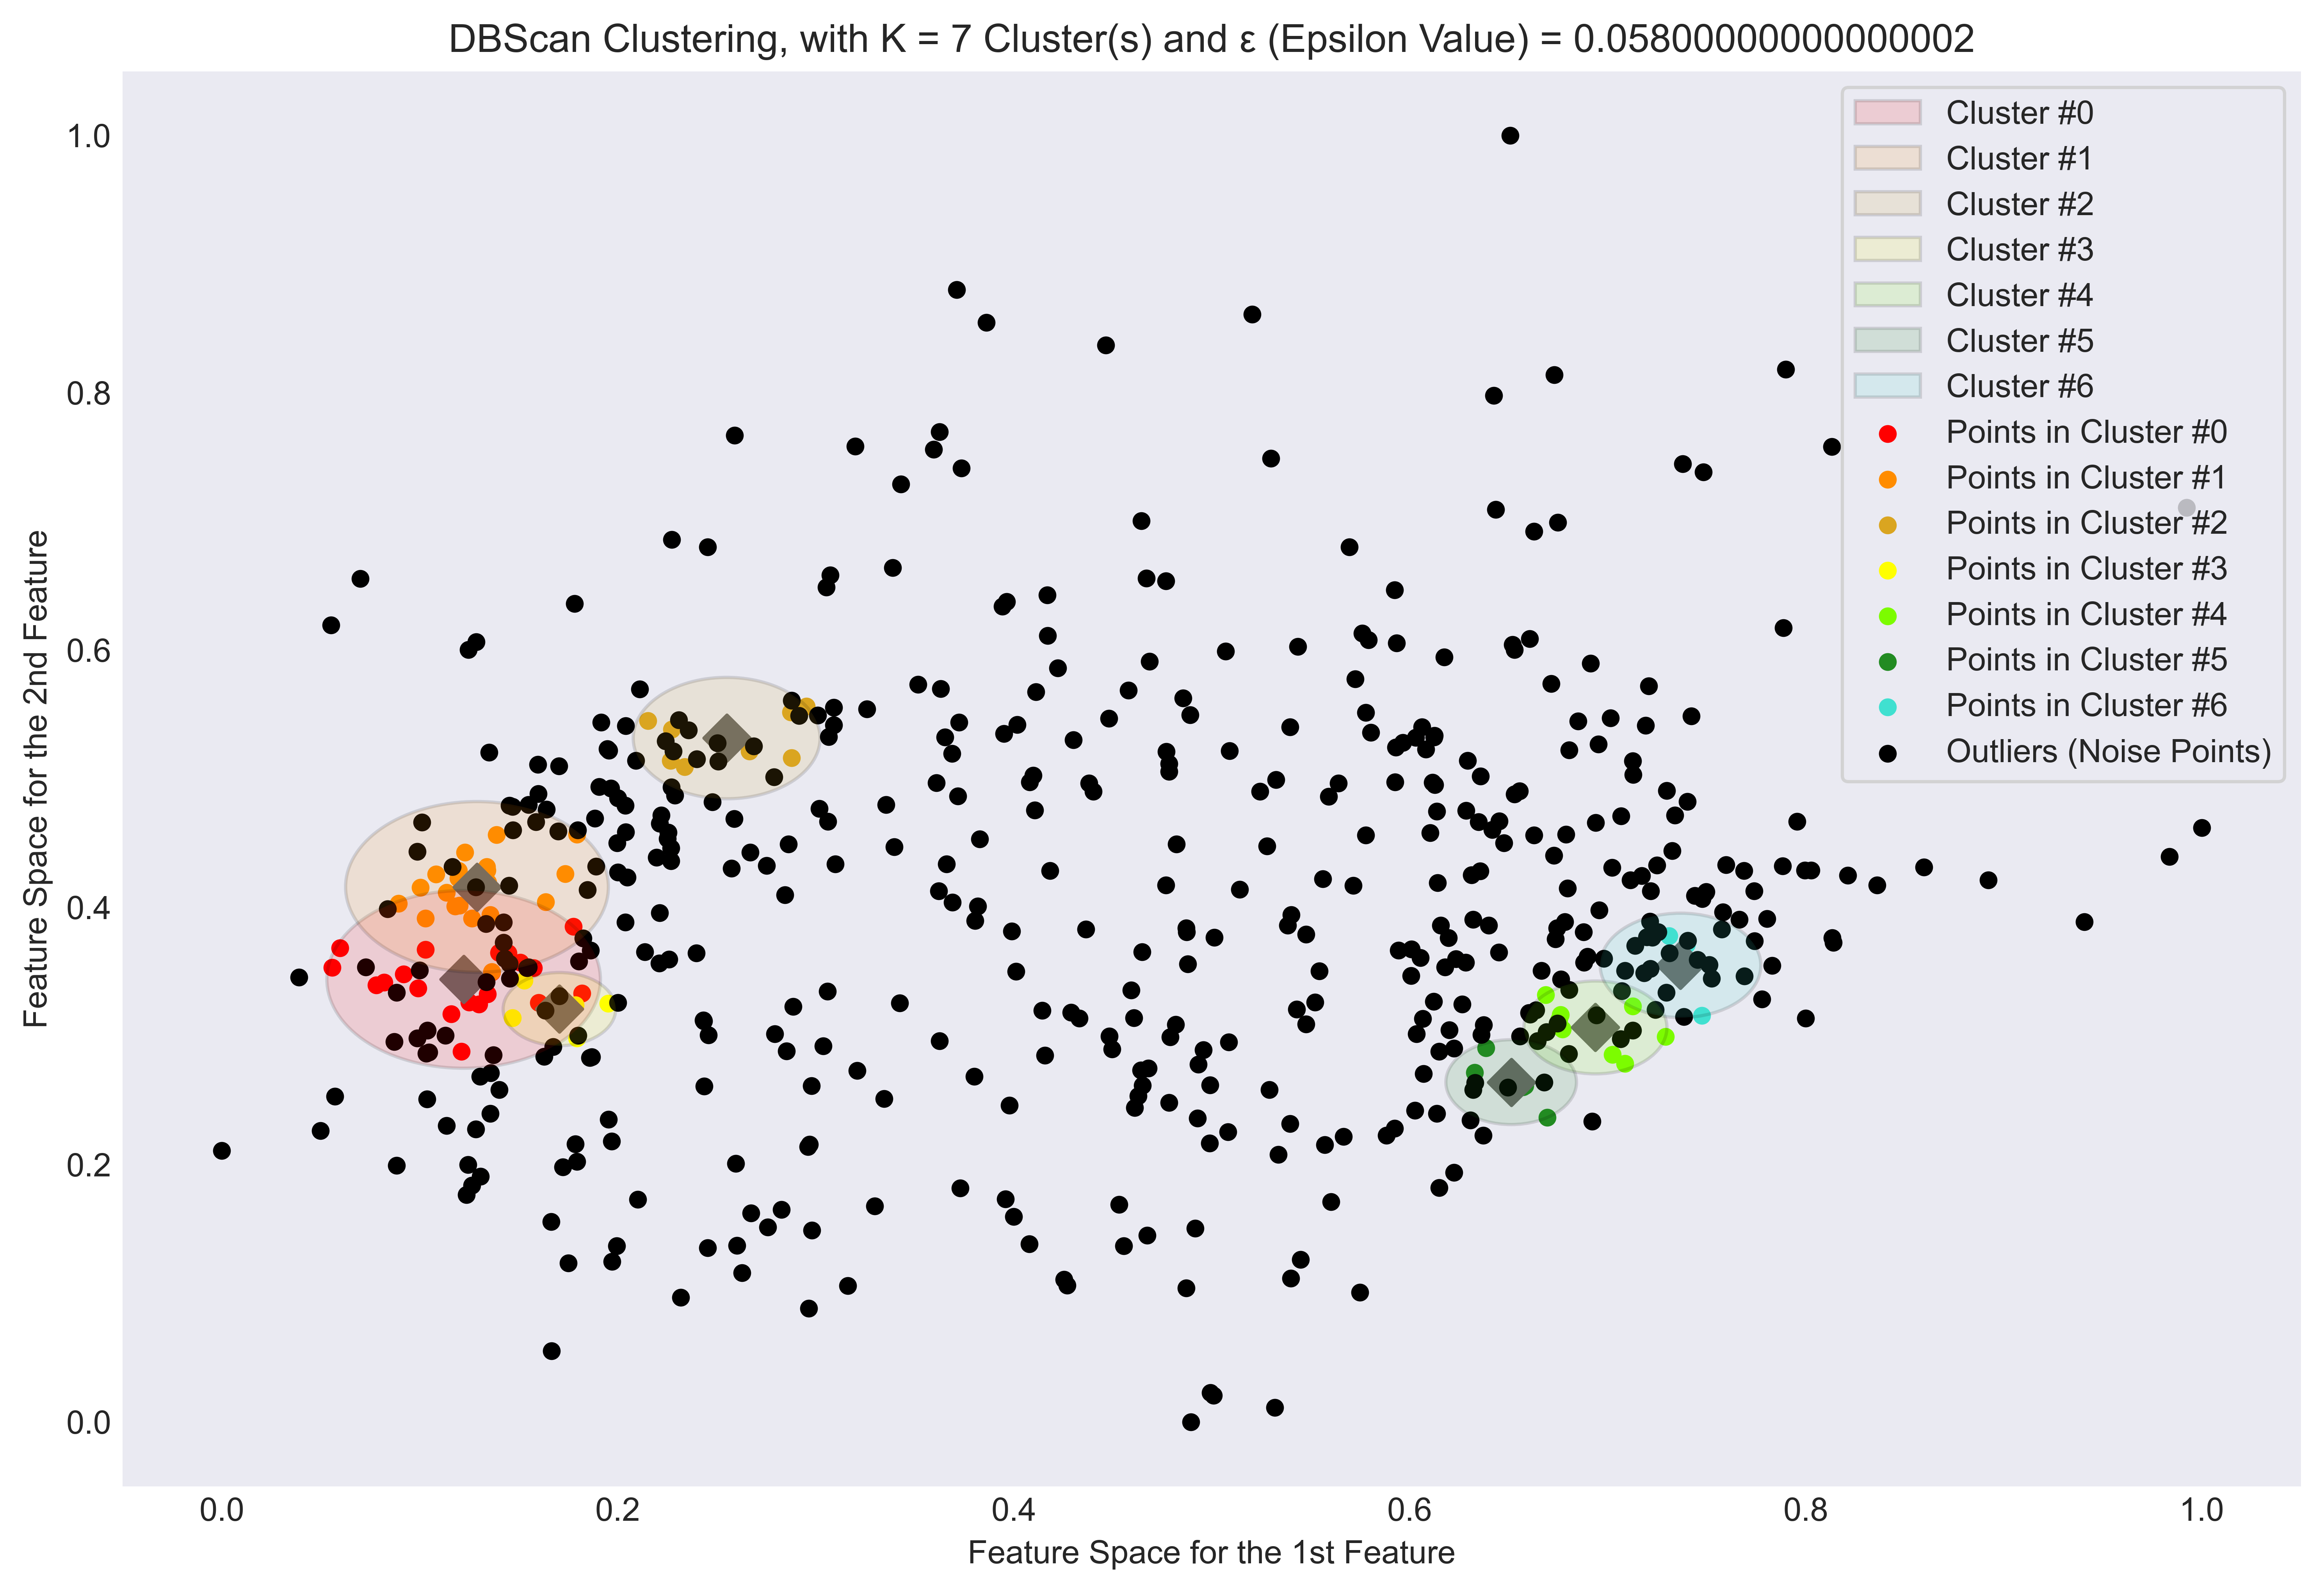 DBScan Clustering, with K = 7 Cluster(s) and ε (Epsilon Value) = 0.05800000000000002
Cluster #0
Cluster #1
Cluster #2
Cluster #3
Cluster #4
Cluster #5
Cluster #6
Points in Cluster #0
Points in Cluster #1
Points in Cluster #2
Points in Cluster #3
Points in Cluster #4
Points in Cluster #5
Points in Cluster #6
Outliers (Noise Points)
Feature Space for the 2nd Feature
1.0
0.8
0.6
0.4
0.2
0.0
0.0 0.2 0.4 0.6 0.8 1.0
Feature Space for the 1st Feature